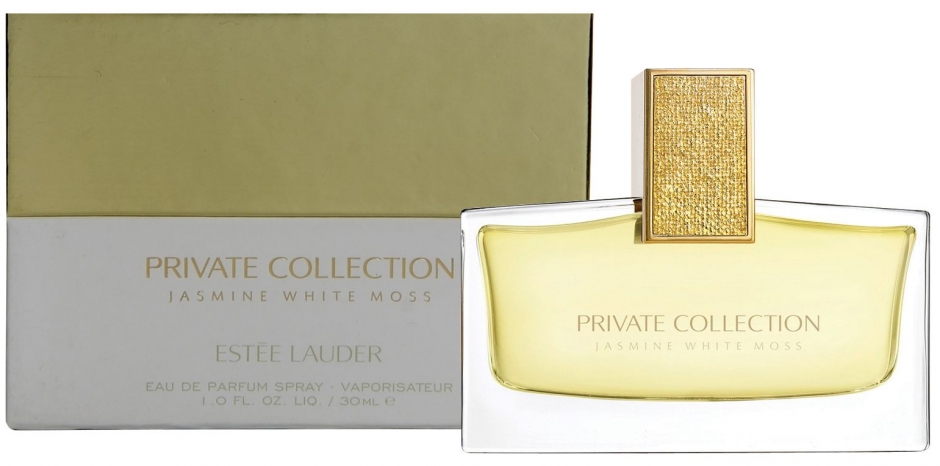 PRIVATE COLLECTION
JASMINE WHITE MOSS
ESTĒE LAUDER
EAU DE PARFUM SPRAY · VAPORISATEUR
1.0 FL. OZ. LIQ. / 30ML ℮
PRIVATE COLLECTION
JASMINE WHITE MOSS